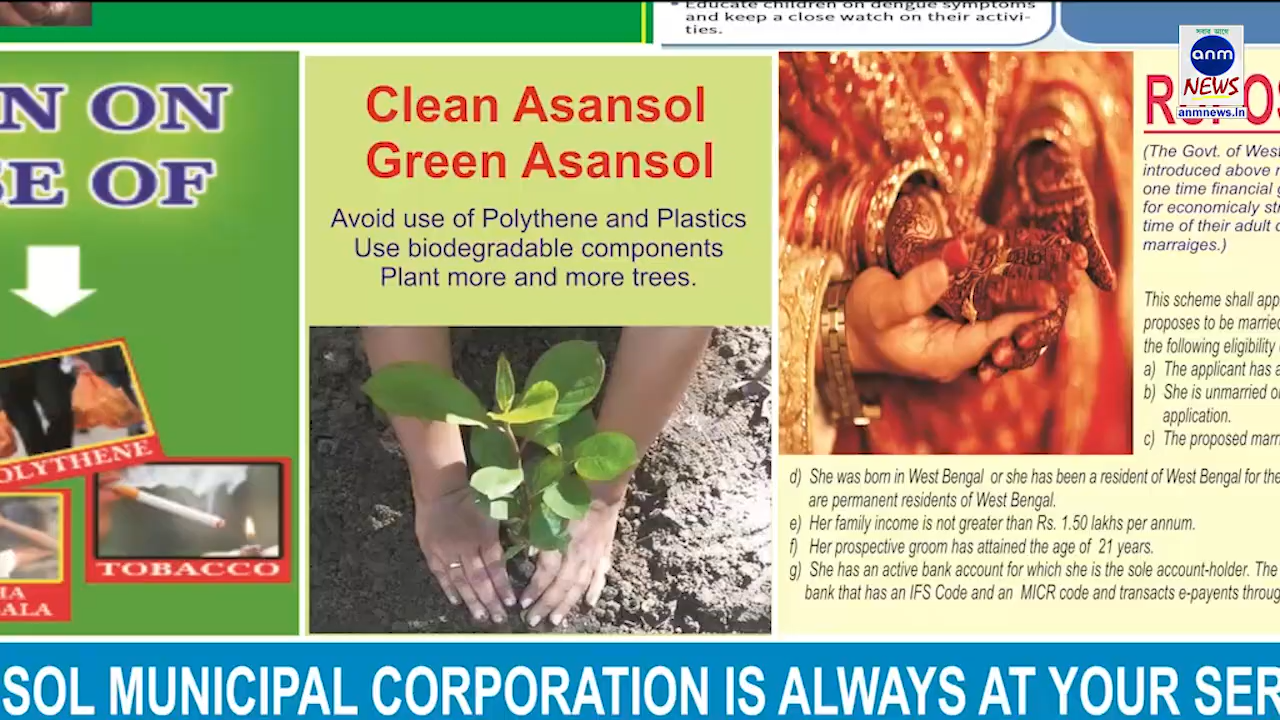 Educate children on dengue symptoms
and keep a close watch on their activi-
ties.
সবার আগে
anm
NEWS
anmnews.in
N ON
SE OF
OLYTHENE
TOBACCO
HA
ALA
Clean Asansol
Green Asansol
Avoid use of Polythene and Plastics
Use biodegradable components
Plant more and more trees.
(The Govt. of West
introduced above
one time financial
for economicaly
time of their adult
marraiges.)
This scheme shall
proposes to be married
the following eligibility
a) The applicant has a
b) She is unmarried
application.
c) The proposed
d) She was born in West Bengal or she has been a resident of West Bengal for the
are permanent residents of West Bengal.
e) Her family income is not greater than Rs. 1.50 lakhs per annum.
f) Her prospective groom has attained the age of 21 years.
g) She has an active bank account for which she is the sole account-holder. The
bank that has an IFS Code and an MICR code and transacts e-payents
SOL MUNICIPAL CORPORATION IS ALWAYS AT YOUR SER